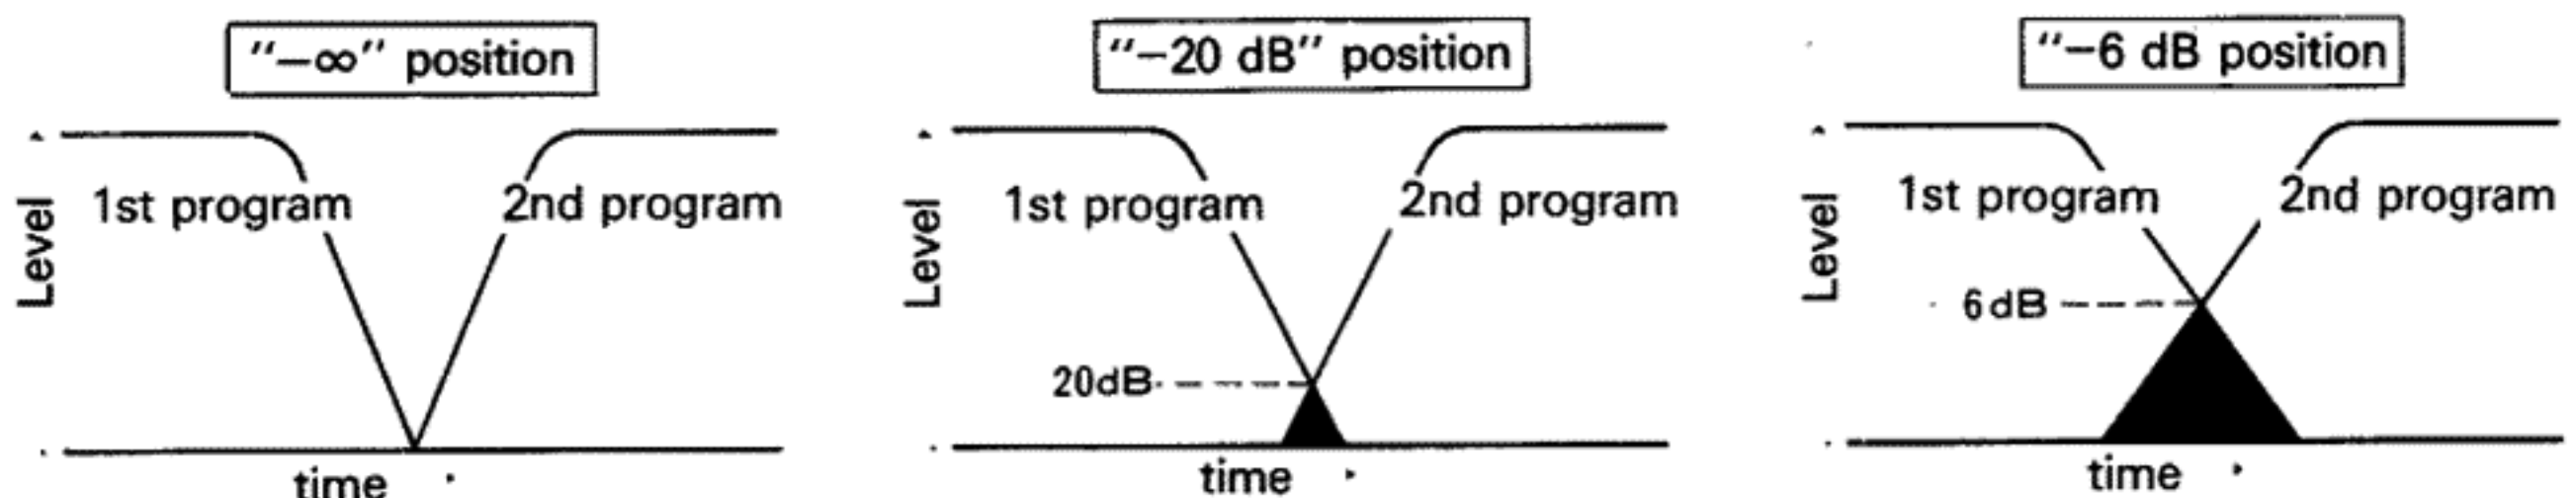 “−∞” position
“−20 dB” position
“−6 dB position
Level
1st program
2nd program
time
Level
1st program
2nd program
20dB
time
Level
1st program
2nd program
6dB
time